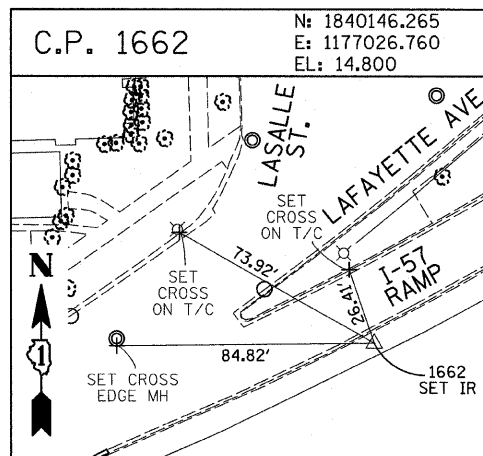 C.P. 1662
N: 1840146.265
E: 1177026.760
EL: 14.800
LASALLE
ST.
LAFAYETTE AVE
SET
CROSS
ON T/C
SET
CROSS
ON T/C
73.92'
I-57
RAMP
26.41'
N
1
84.82'
SET CROSS
EDGE MH
1662
SET IR